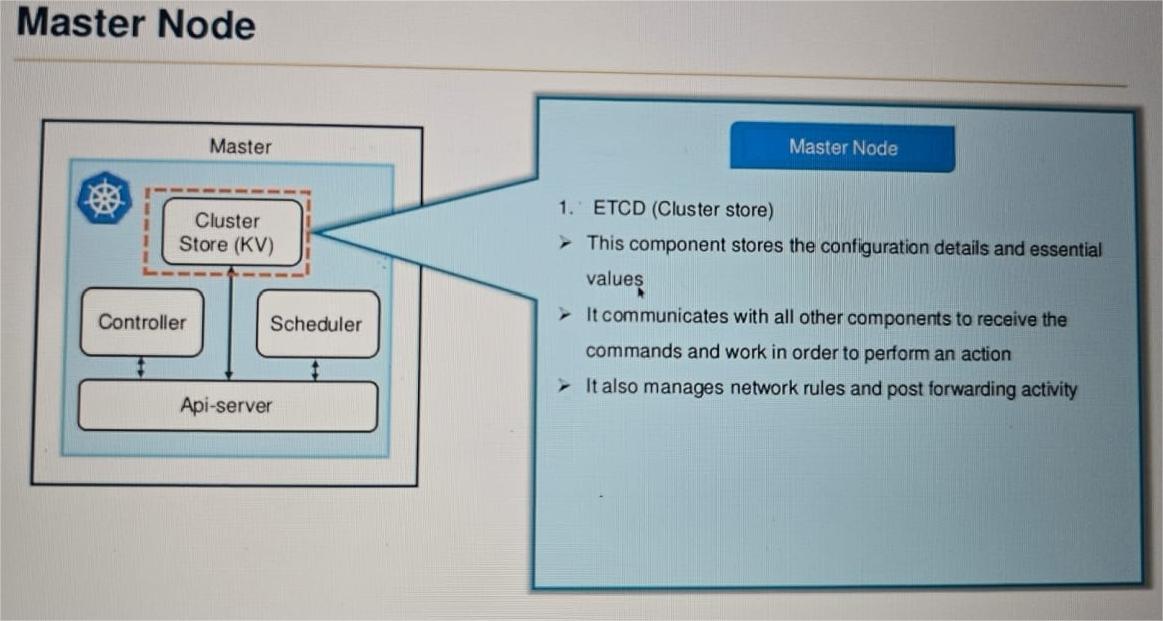 Master Node
Master
Cluster
Store (KV)
Controller
Scheduler
Api-server
Master Node
1. ETCD (Cluster store)
➤ This component stores the configuration details and essential
values
➤ It communicates with all other components to receive the
commands and work in order to perform an action
➤ It also manages network rules and post forwarding activity